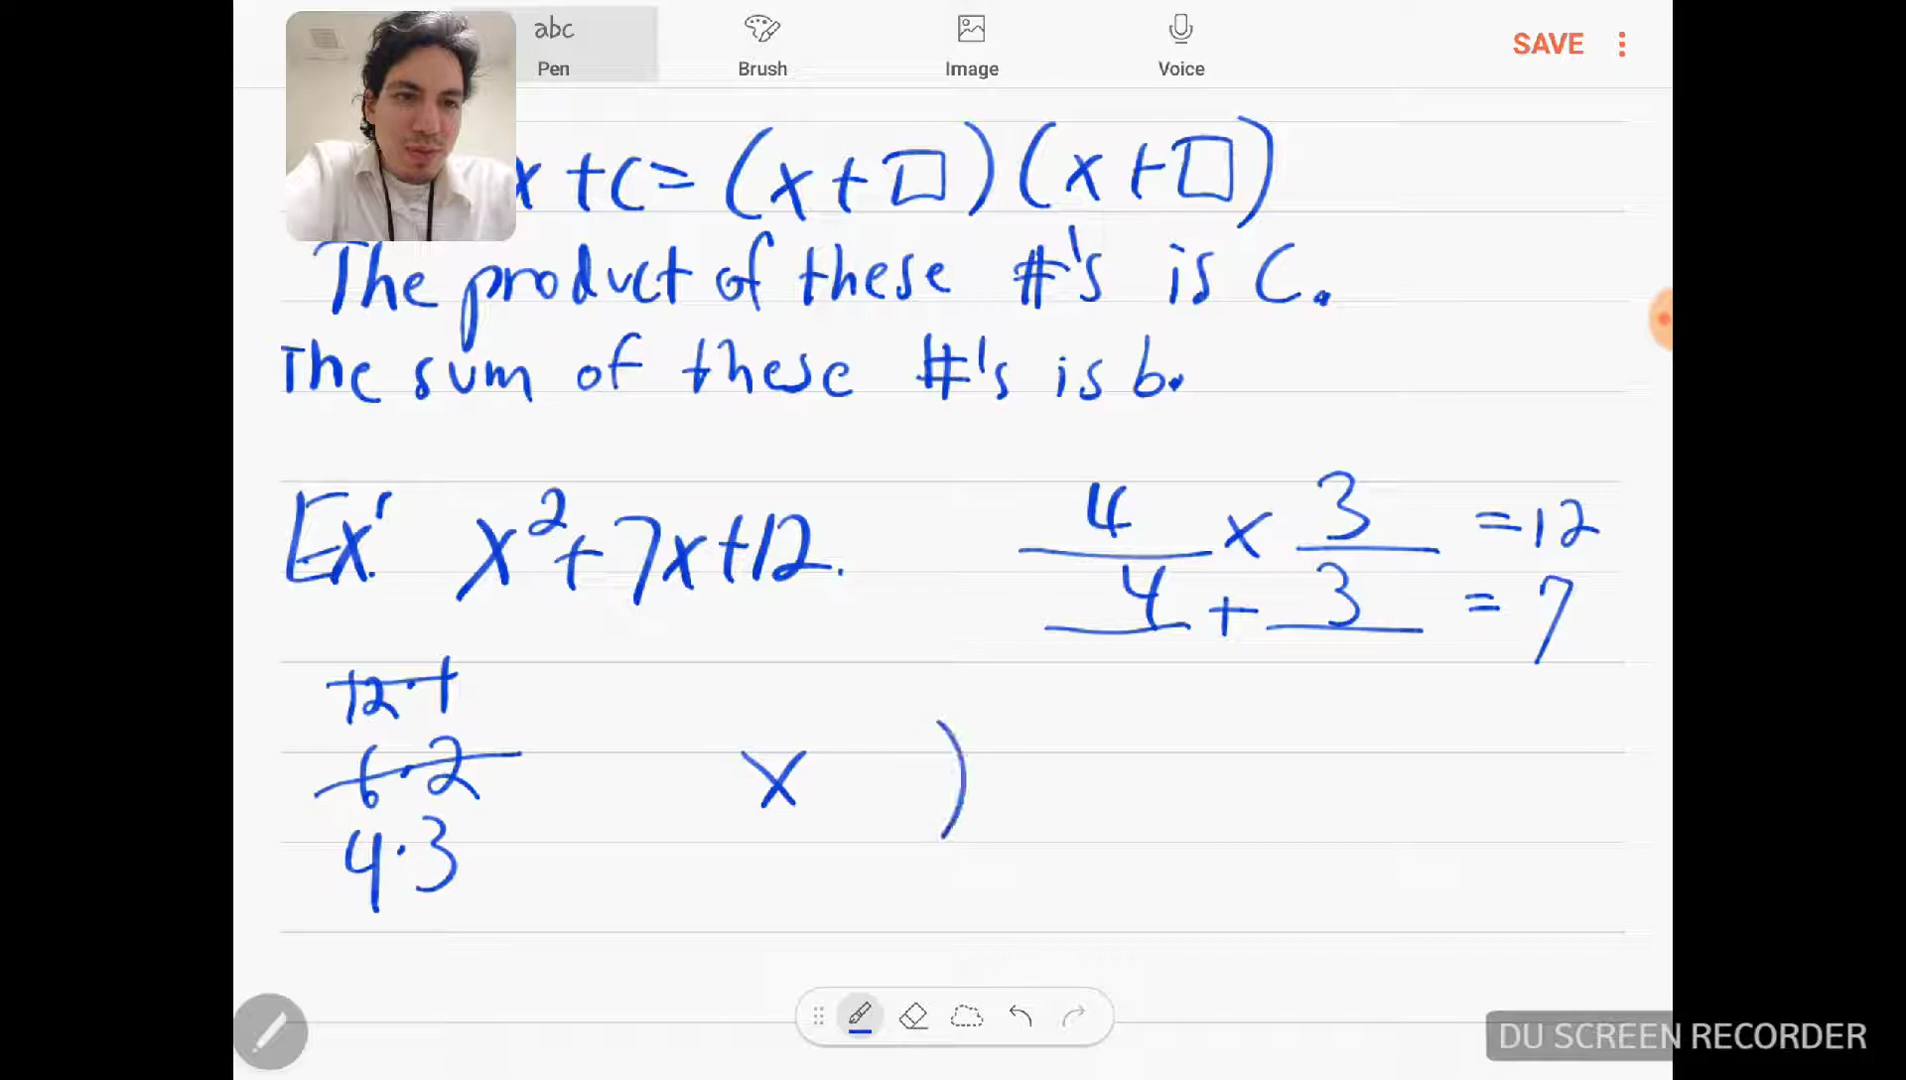 abc
Pen Brush Image Voice SAVE
x + c = (x + □) (x + □)
The product of these #'s is C.
The sum of these #'s is b.
Ex! x² + 7x + 12. 4 x 3 = 12
4 + 3 = 7
12 · 1
6 · 2 x )
4 · 3
DU SCREEN RECORDER